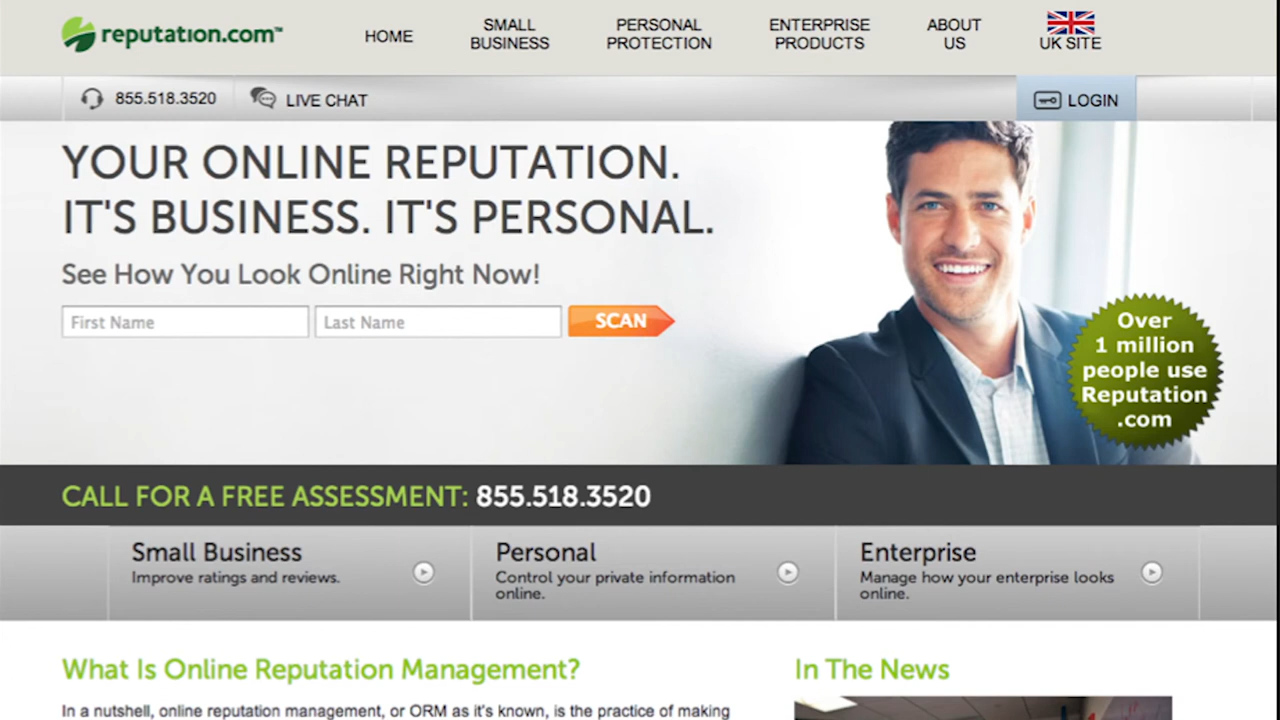 reputation.com™
HOME
SMALL
BUSINESS
PERSONAL
PROTECTION
ENTERPRISE
PRODUCTS
ABOUT
US
UK SITE
855.518.3520
LIVE CHAT
LOGIN
YOUR ONLINE REPUTATION.
IT'S BUSINESS. IT'S PERSONAL.
See How You Look Online Right Now!
First Name
Last Name
SCAN
Over
1 million
people use
Reputation
.com
CALL FOR A FREE ASSESSMENT: 855.518.3520
Small Business
Improve ratings and reviews.
Personal
Control your private information
online.
Enterprise
Manage how your enterprise looks
online.
What Is Online Reputation Management?
In a nutshell, online reputation management, or ORM as it's known, is the practice of making
In The News